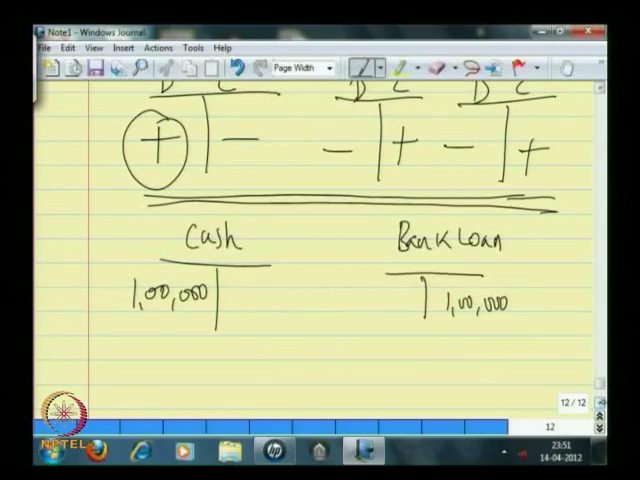 Note1 - Windows Journal
File Edit View Insert Actions Tools Help
Page Width
D C D C D C
+ - - + - +
Cash Bank Loan
1,00,000 1,00,000
12 / 12
12
NPTEL
hp
23:51
14-04-2012